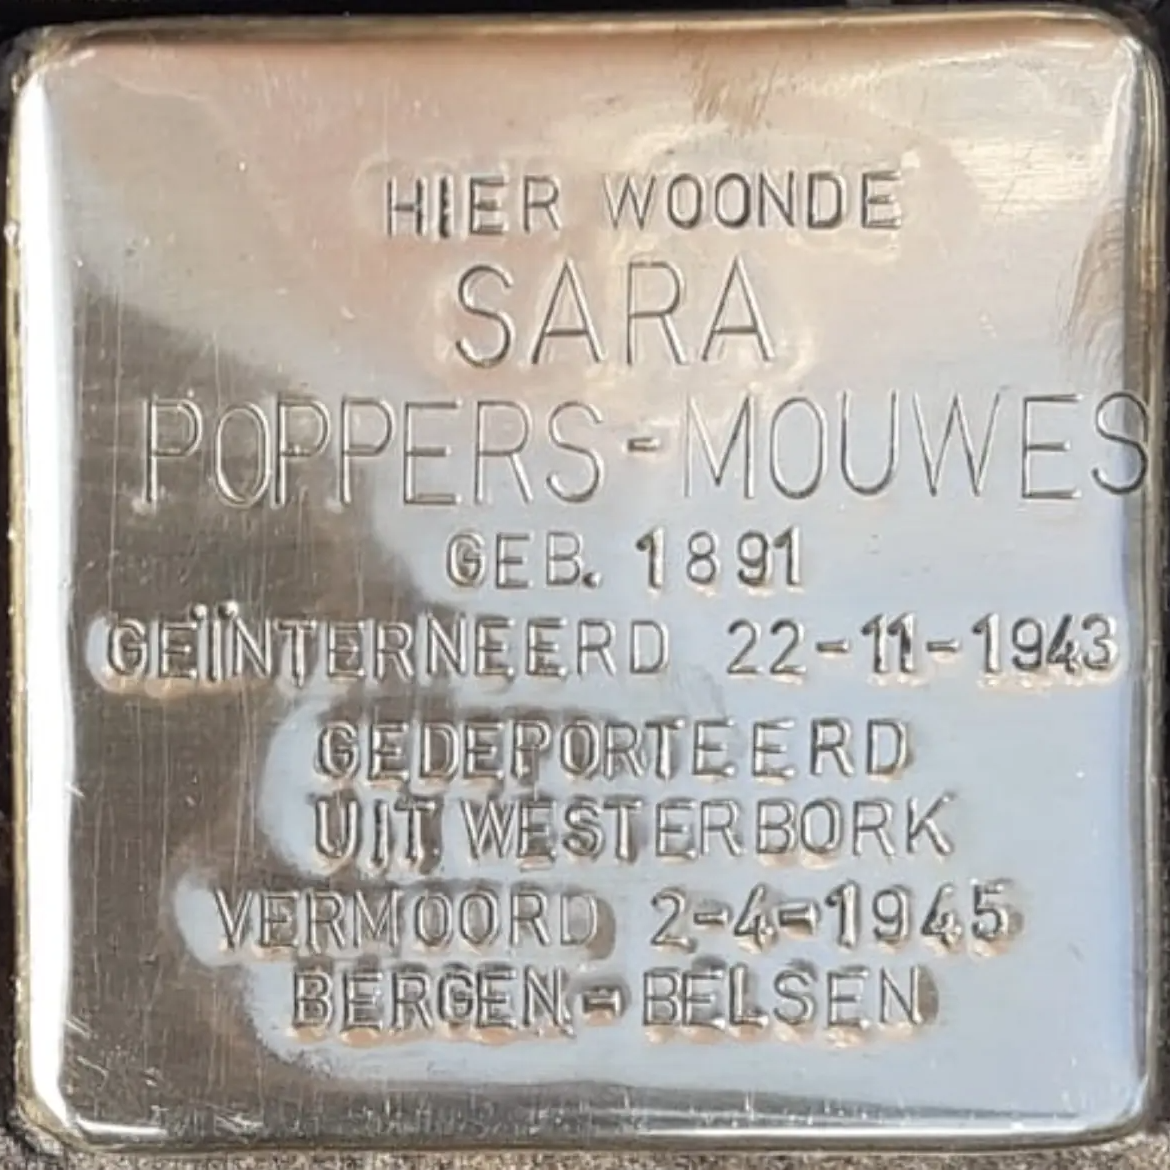 HIER WOONDE
SARA
POPPERS-MOUWES
GEB. 1891
GEÏNTERNEERD 22-11-1943
GEDEPORTEERD
UIT WESTERBORK
VERMOORD 2-4-1945
BERGEN-BELSEN